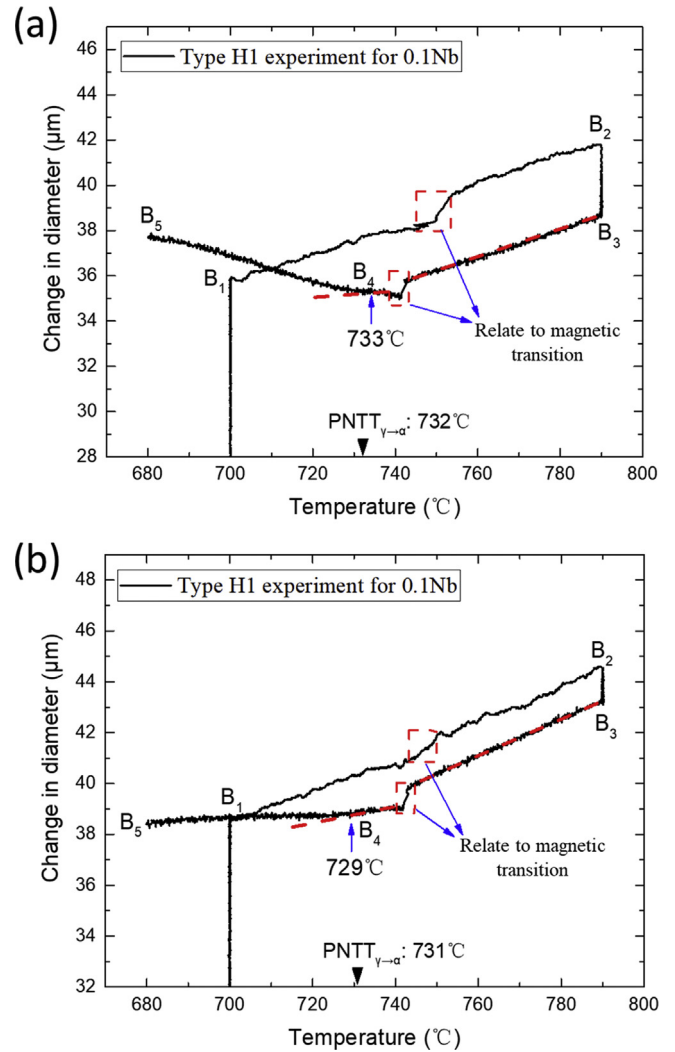 (a)
Type H1 experiment for 0.1Nb
46
44
42
40
38
36
34
32
30
28
Change in diameter (μm)
B₂
B₅
B₁
B₄
B₃
733℃
Relate to magnetic
transition
PNTTγ→α: 732℃
680 700 720 740 760 780 800
Temperature (℃)
(b)
Type H1 experiment for 0.1Nb
48
46
44
42
40
38
36
34
32
Change in diameter (μm)
B₂
B₃
B₁
B₅
B₄
729℃
Relate to magnetic
transition
PNTTγ→α: 731℃
680 700 720 740 760 780 800
Temperature (℃)